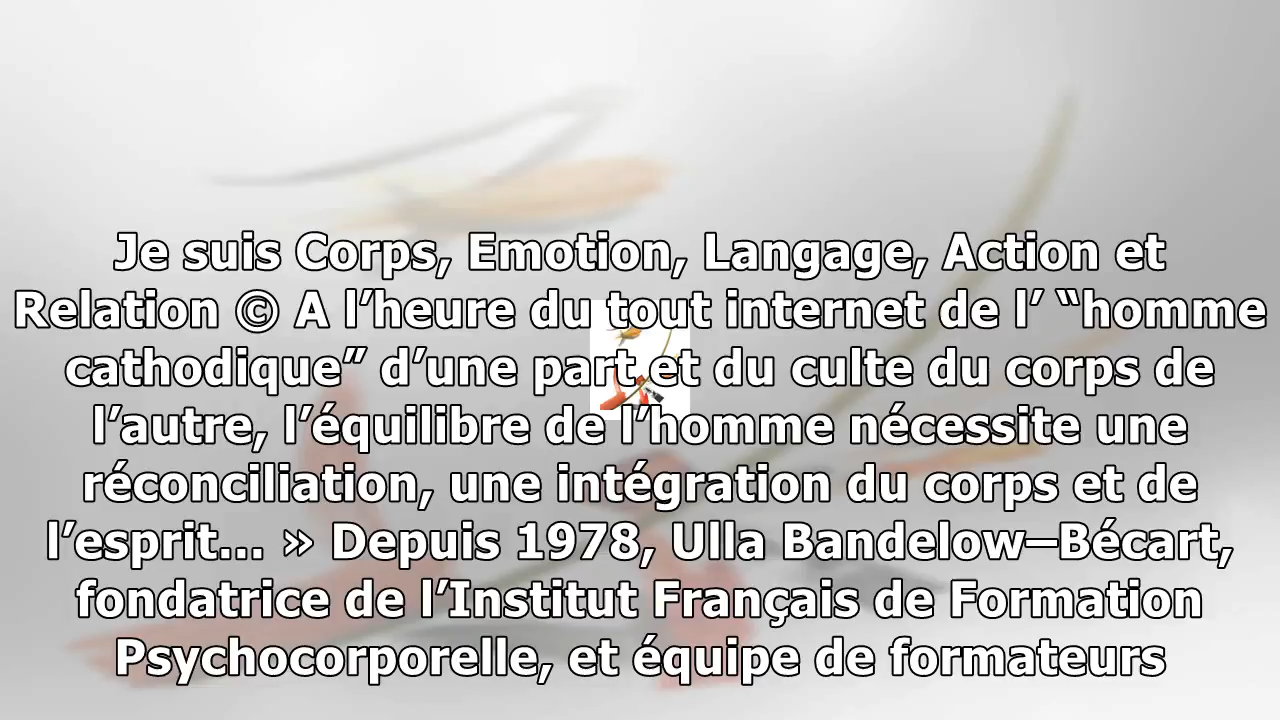 Je suis Corps, Emotion, Langage, Action et
Relation © A l’heure du tout internet de l’ “homme
cathodique” d’une part et du culte du corps de
l’autre, l’équilibre de l’homme nécessite une
réconciliation, une intégration du corps et de
l’esprit... » Depuis 1978, Ulla Bandelow–Bécart,
fondatrice de l’Institut Français de Formation
Psychocorporelle, et équipe de formateurs